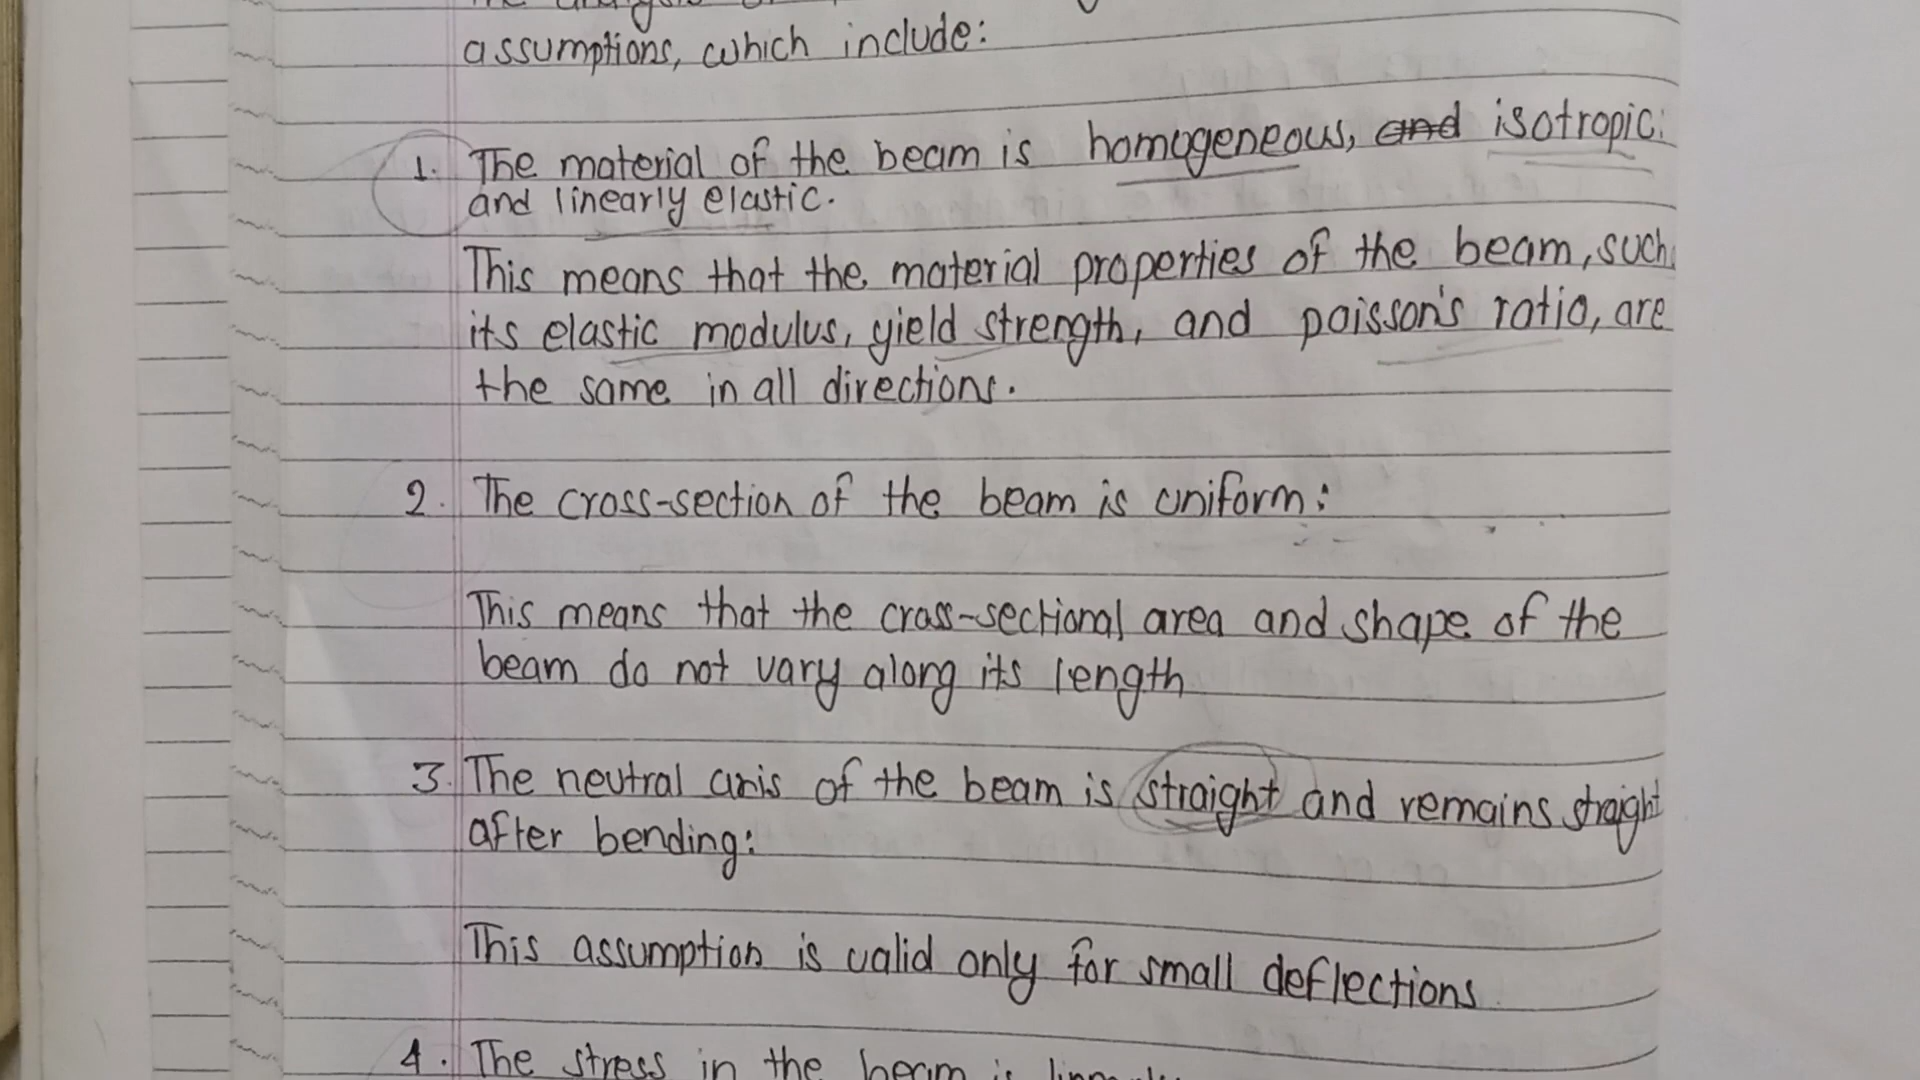 the analysis
assumptions, which include:
1. The material of the beam is homogeneous, and isotropic
and linearly elastic.
This means that the material properties of the beam, such
its elastic modulus, yield strength, and poisson's ratio, are
the same in all directions.
2. The cross-section of the beam is uniform:
This means that the cross-sectional area and shape of the
beam do not vary along its length
3. The neutral axis of the beam is straight and remains straight
after bending:
This assumption is valid only for small deflections
4. The stress in the beam is